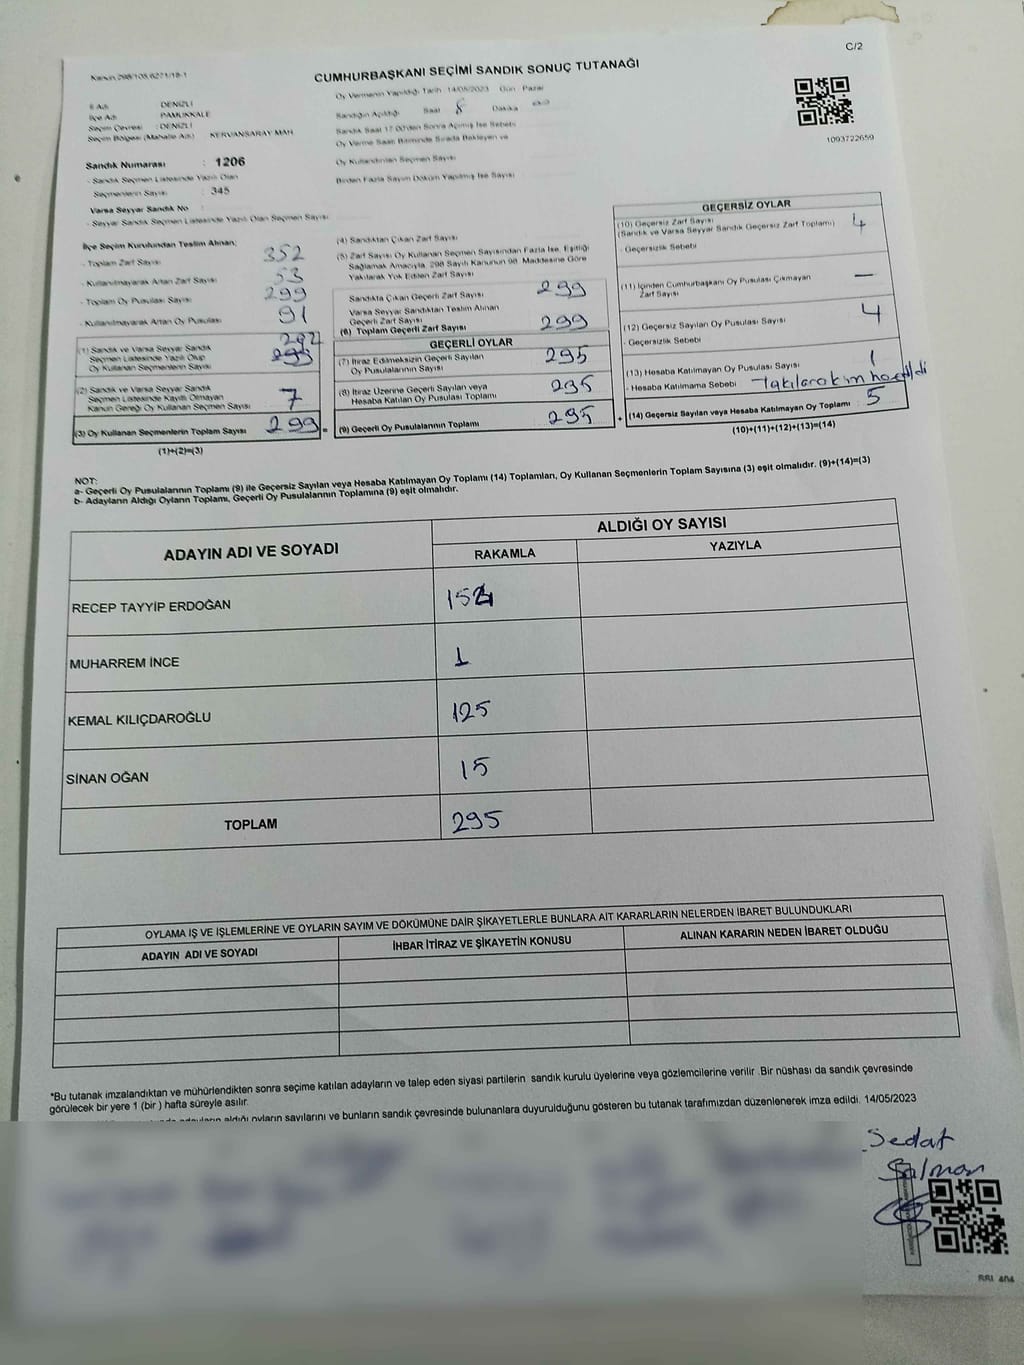 C/2
Kanun:298/105,6271/18-1
CUMHURBAŞKANI SEÇİMİ SANDIK SONUÇ TUTANAĞI
1093722659
İl Adı : DENİZLİ
İlçe Adı : PAMUKKALE
Seçim Çevresi : DENİZLİ
Seçim Bölgesi (Mahalle Adı) : KERVANSARAY MAH
Sandık Numarası : 1206
- Sandık Seçmen Listesinde Yazılı Olan
Seçmenlerin Sayısı : 345
Varsa Seyyar Sandık No :
- Seyyar Sandık Seçmen Listesinde Yazılı Olan Seçmen Sayısı
Oy Vermenin Yapıldığı Tarih 14/05/2023 Gün : Pazar
Sandığın Açıldığı Saat 8 Dakika
Sandık Saat 17.00'den Sonra Açılmış İse Sebebi
Oy Verme Saati Bitiminde Sırada Bekleyen ve
Oy Kullandırılan Seçmen Sayısı
Birden Fazla Sayım Döküm Yapılmış İse Sayısı
İlçe Seçim Kurulundan Teslim Alınan;
- Toplam Zarf Sayısı 352
- Kullanılmayarak Artan Zarf Sayısı 53
- Toplam Oy Pusulası Sayısı 299
- Kullanılmayarak Artan Oy Pusulası 91
(1) Sandık ve Varsa Seyyar Sandık
Seçmen Listesinde Yazılı Olup
Oy Kullanan Seçmenlerin Sayısı 292
(2) Sandık ve Varsa Seyyar Sandık
Seçmen Listesinde Kayıtlı Olmayan
Kanun Gereği Oy Kullanan Seçmen Sayısı 7
(3) Oy Kullanan Seçmenlerin Toplam Sayısı 299 =
(1)+(2)=(3)
(4) Sandıktan Çıkan Zarf Sayısı
(5) Zarf Sayısı Oy Kullanan Seçmen Sayısından Fazla İse, Eşitliği
Sağlamak Amacıyla, 298 Sayılı Kanunun 98. Maddesine Göre
Yakılarak Yok Edilen Zarf Sayısı
Sandıkta Çıkan Geçerli Zarf Sayısı 299
Varsa Seyyar Sandıktan Teslim Alınan
Geçerli Zarf Sayısı
(6) Toplam Geçerli Zarf Sayısı 299
GEÇERLİ OYLAR
(7) İtiraz Edilmeksizin Geçerli Sayılan
Oy Pusulalarının Sayısı 295
(8) İtiraz Üzerine Geçerli Sayılan veya
Hesaba Katılan Oy Pusulası Toplamı 295
(9) Geçerli Oy Pusulalarının Toplamı 295 +
GEÇERSİZ OYLAR
(10) Geçersiz Zarf Sayısı
(Sandık ve Varsa Seyyar Sandık Geçersiz Zarf Toplamı) 4
- Geçersizlik Sebebi
(11) İçinden Cumhurbaşkanı Oy Pusulası Çıkmayan
Zarf Sayısı —
(12) Geçersiz Sayılan Oy Pusulası Sayısı 4
- Geçersizlik Sebebi
(13) Hesaba Katılmayan Oy Pusulası Sayısı 1
- Hesaba Katılmama Sebebi
(14) Geçersiz Sayılan veya Hesaba Katılmayan Oy Toplamı : 5
(10)+(11)+(12)+(13)=(14)
NOT:
a- Geçerli Oy Pusulalarının Toplamı (9) ile Geçersiz Sayılan veya Hesaba Katılmayan Oy Toplamı (14) Toplamları, Oy Kullanan Seçmenlerin Toplam Sayısına (3) eşit olmalıdır. (9)+(14)=(3)
b- Adayların Aldığı Oyların Toplamı, Geçerli Oy Pusulalarının Toplamına (9) eşit olmalıdır.
ADAYIN ADI VE SOYADI
ALDIĞI OY SAYISI
RAKAMLA YAZIYLA
RECEP TAYYİP ERDOĞAN 154
MUHARREM İNCE 1
KEMAL KILIÇDAROĞLU 125
SİNAN OĞAN 15
TOPLAM 295
OYLAMA İŞ VE İŞLEMLERİNE VE OYLARIN SAYIM VE DÖKÜMÜNE DAİR ŞİKAYETLERLE BUNLARA AİT KARARLARIN NELERDEN İBARET BULUNDUKLARI
ADAYIN ADI VE SOYADI İHBAR İTİRAZ VE ŞİKAYETİN KONUSU ALINAN KARARIN NEDEN İBARET OLDUĞU
*Bu tutanak imzalandıktan ve mühürlendikten sonra seçime katılan adayların ve talep eden siyasi partilerin sandık kurulu üyelerine veya gözlemcilerine verilir .Bir nüshası da sandık çevresinde
görülecek bir yere 1 (bir ) hafta süreyle asılır.
adayların aldığı oyların sayılarını ve bunların sandık çevresinde bulunanlara duyurulduğunu gösteren bu tutanak tarafımızdan düzenlenerek imza edildi. 14/05/2023
Sedat
Salman